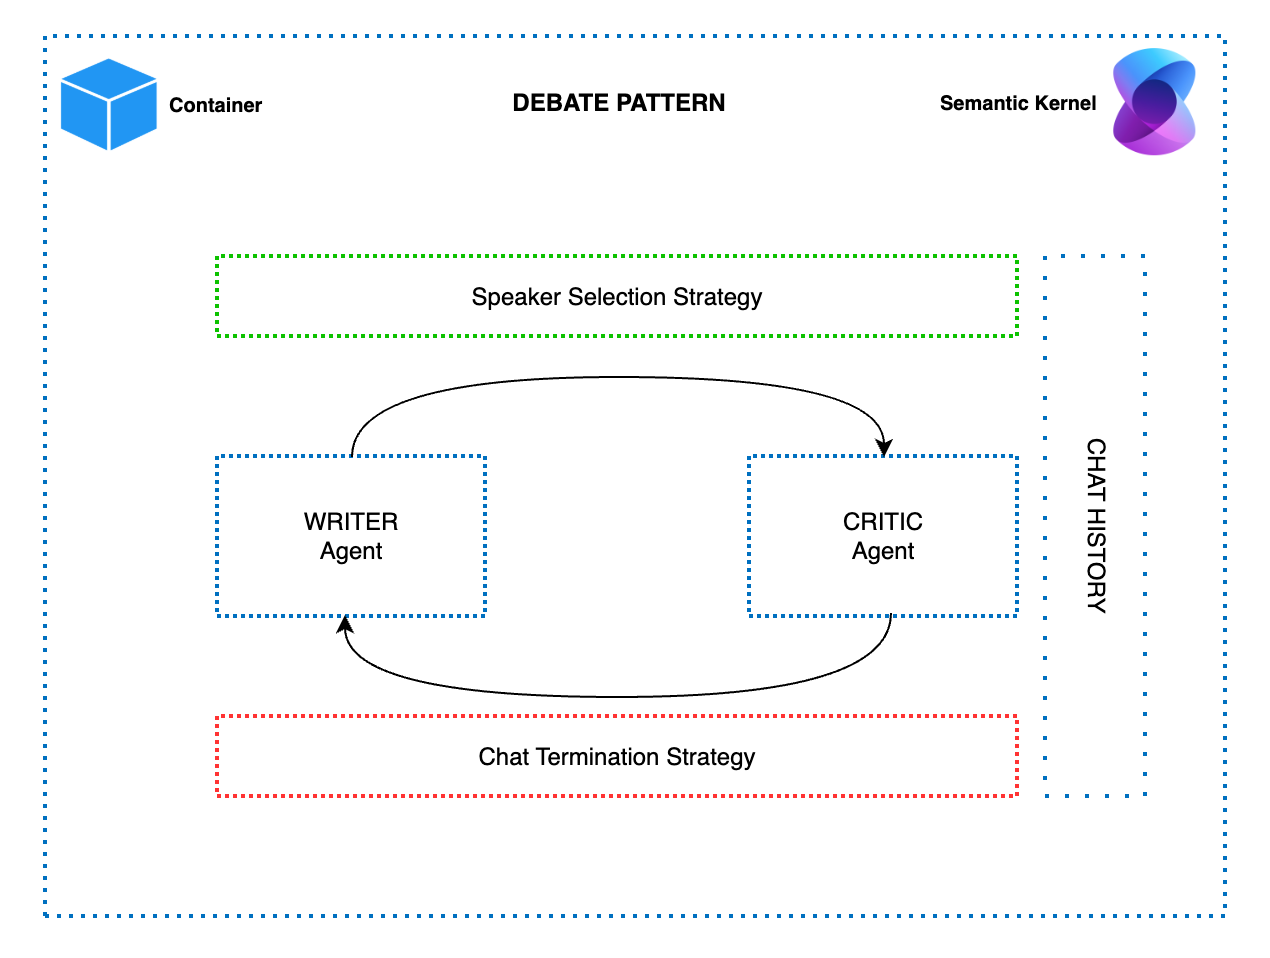 Container
DEBATE PATTERN
Semantic Kernel
Speaker Selection Strategy
WRITER
Agent
CRITIC
Agent
CHAT HISTORY
Chat Termination Strategy